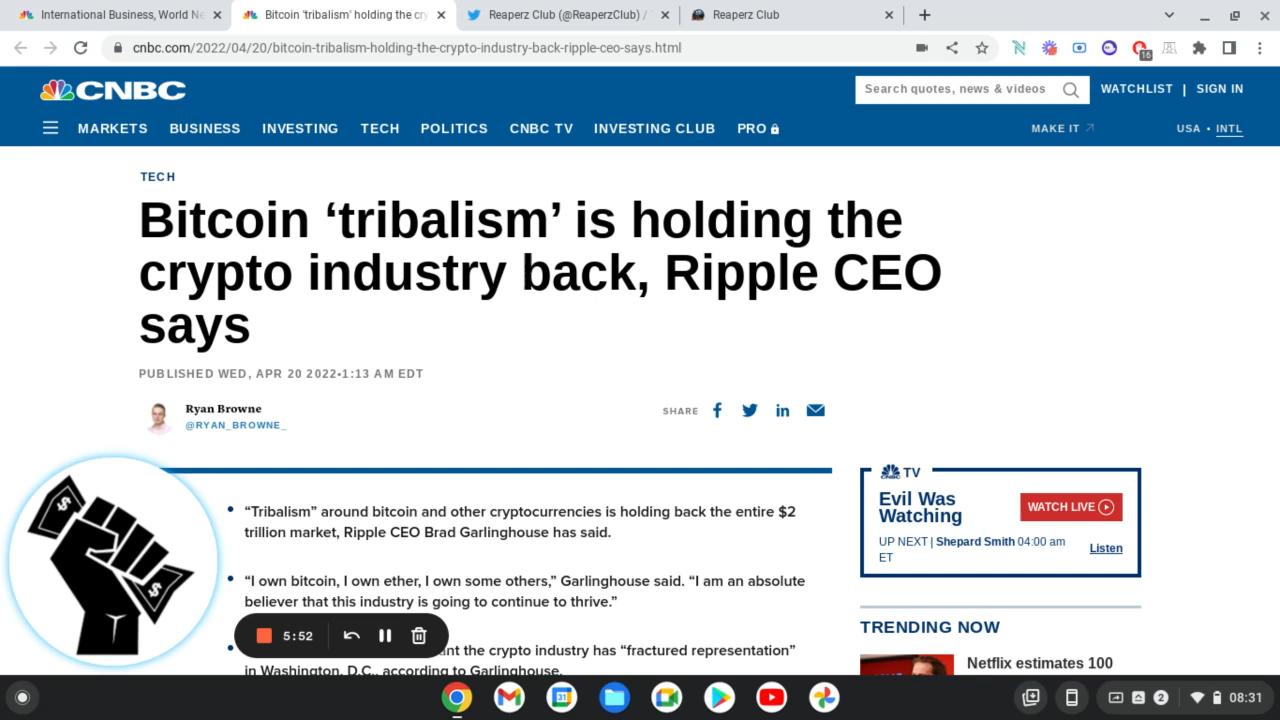 International Business, World Ne
Bitcoin 'tribalism' holding the cry
Reaperz Club (@ReaperzClub) /
Reaperz Club
cnbc.com/2022/04/20/bitcoin-tribalism-holding-the-crypto-industry-back-ripple-ceo-says.html
16
CNBC
Search quotes, news & videos
WATCHLIST | SIGN IN
MARKETS BUSINESS INVESTING TECH POLITICS CNBC TV INVESTING CLUB PRO
MAKE IT
USA • INTL
TECH
Bitcoin ‘tribalism’ is holding the
crypto industry back, Ripple CEO
says
PUBLISHED WED, APR 20 2022•1:13 AM EDT
Ryan Browne
@RYAN_BROWNE_
SHARE
“Tribalism” around bitcoin and other cryptocurrencies is holding back the entire $2
trillion market, Ripple CEO Brad Garlinghouse has said.
“I own bitcoin, I own ether, I own some others,” Garlinghouse said. “I am an absolute
believer that this industry is going to continue to thrive.”
ant the crypto industry has “fractured representation”
in Washington, D.C., according to Garlinghouse.
$
$
5:52
CNBC TV
Evil Was
Watching
WATCH LIVE
UP NEXT | Shepard Smith 04:00 am
ET
Listen
TRENDING NOW
Netflix estimates 100
31
2
08:31